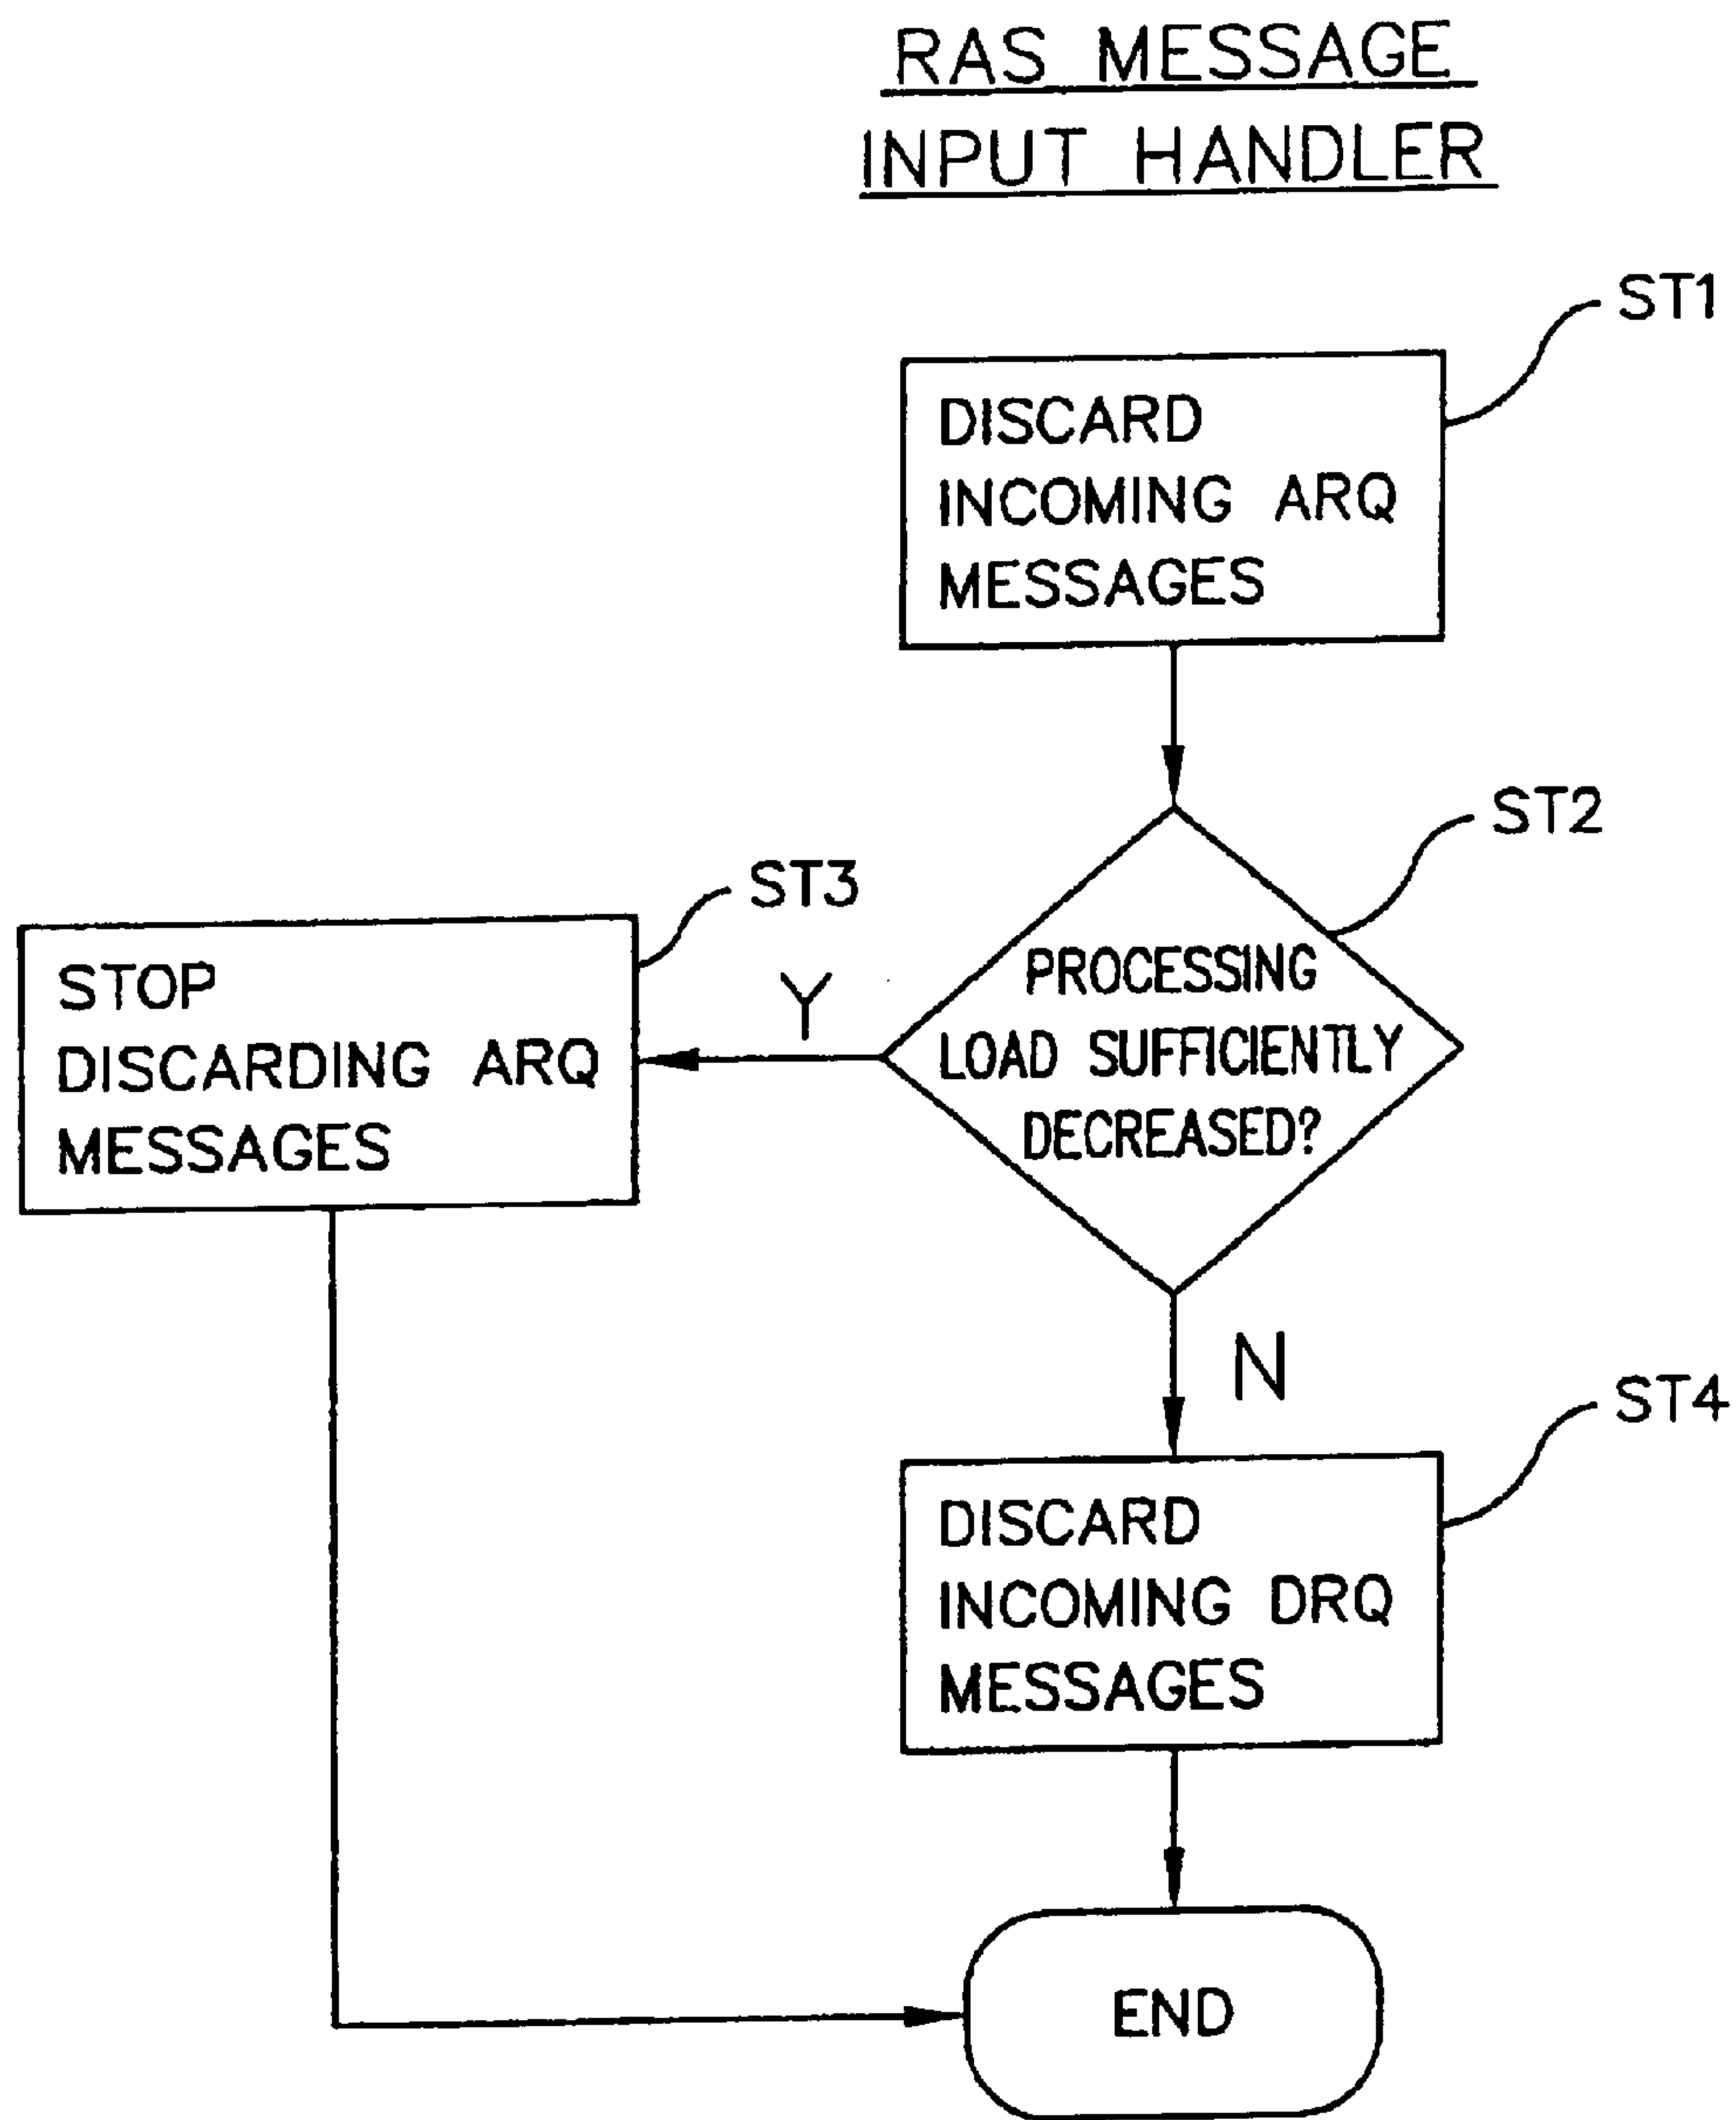 RAS MESSAGE
INPUT HANDLER
ST1
DISCARD
INCOMING ARQ
MESSAGES
ST2
PROCESSING
LOAD SUFFICIENTLY
DECREASED?
ST3
Y
STOP
DISCARDING ARQ
MESSAGES
N
ST4
DISCARD
INCOMING DRQ
MESSAGES
END